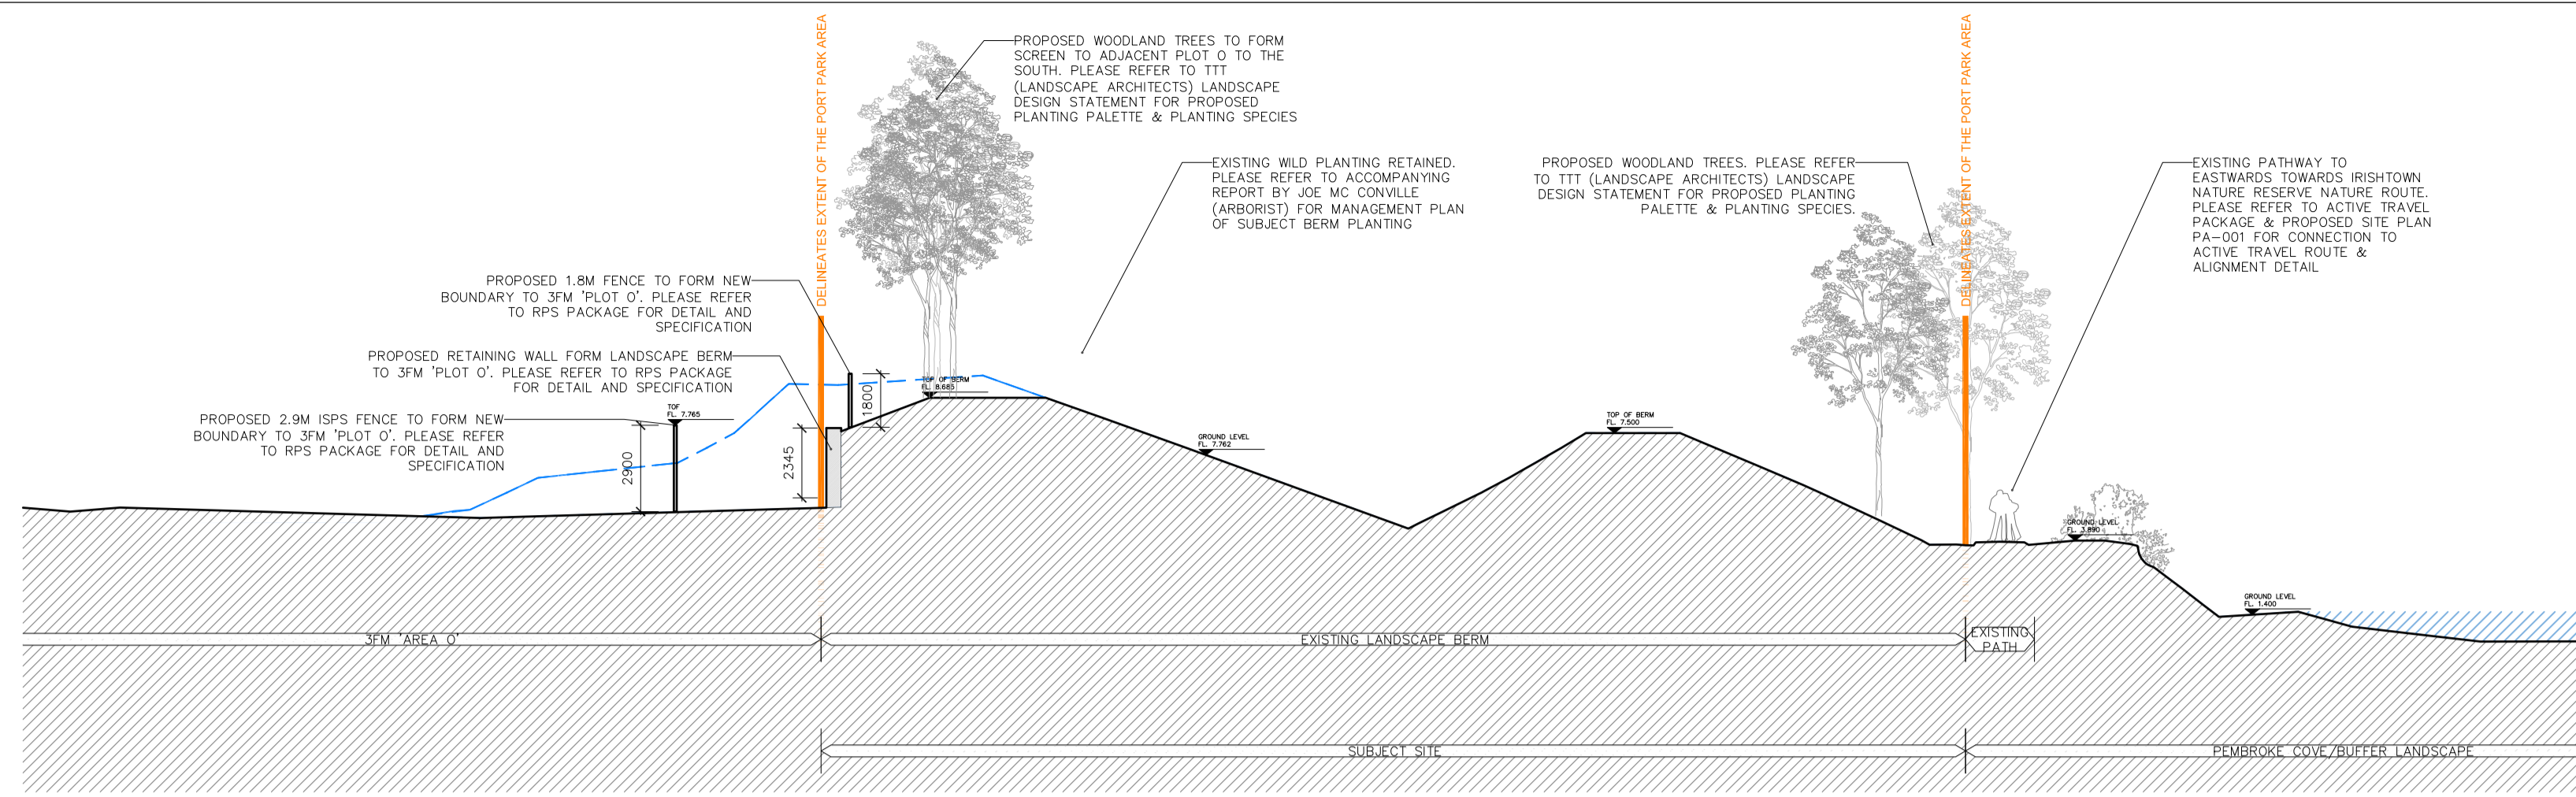 DELINEATES EXTENT OF THE PORT PARK AREA
PROPOSED WOODLAND TREES TO FORM
SCREEN TO ADJACENT PLOT O TO THE
SOUTH. PLEASE REFER TO TTT
(LANDSCAPE ARCHITECTS) LANDSCAPE
DESIGN STATEMENT FOR PROPOSED
PLANTING PALETTE & PLANTING SPECIES
EXISTING WILD PLANTING RETAINED.
PLEASE REFER TO ACCOMPANYING
REPORT BY JOE MC CONVILLE
(ARBORIST) FOR MANAGEMENT PLAN
OF SUBJECT BERM PLANTING
PROPOSED WOODLAND TREES. PLEASE REFER
TO TTT (LANDSCAPE ARCHITECTS) LANDSCAPE
DESIGN STATEMENT FOR PROPOSED PLANTING
PALETTE & PLANTING SPECIES.
DELINEATES EXTENT OF THE PORT PARK AREA
EXISTING PATHWAY TO
EASTWARDS TOWARDS IRISHTOWN
NATURE RESERVE NATURE ROUTE.
PLEASE REFER TO ACTIVE TRAVEL
PACKAGE & PROPOSED SITE PLAN
PA-001 FOR CONNECTION TO
ACTIVE TRAVEL ROUTE &
ALIGNMENT DETAIL
PROPOSED 1.8M FENCE TO FORM NEW
BOUNDARY TO 3FM 'PLOT O'. PLEASE REFER
TO RPS PACKAGE FOR DETAIL AND
SPECIFICATION
PROPOSED RETAINING WALL FORM LANDSCAPE BERM
TO 3FM 'PLOT O'. PLEASE REFER TO RPS PACKAGE
FOR DETAIL AND SPECIFICATION
PROPOSED 2.9M ISPS FENCE TO FORM NEW
BOUNDARY TO 3FM 'PLOT O'. PLEASE REFER
TO RPS PACKAGE FOR DETAIL AND
SPECIFICATION
TOF
FL. 7.765
2900
2345
1800
TOP OF BERM
FL. 8.685
GROUND LEVEL
FL. 7.762
TOP OF BERM
FL. 7.500
GROUND LEVEL
FL. 3.890
GROUND LEVEL
FL. 1.400
3FM 'AREA O'
EXISTING LANDSCAPE BERM
EXISTING
PATH
SUBJECT SITE
PEMBROKE COVE/BUFFER LANDSCAPE